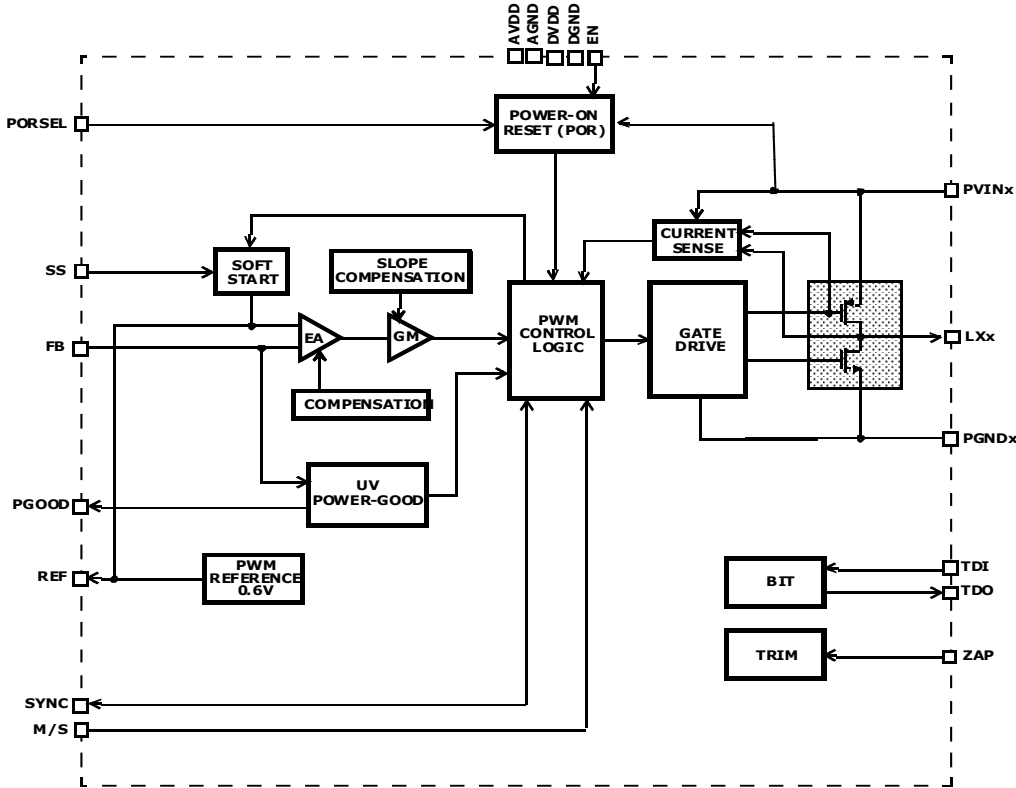 AVDD
AGND
DVDD
DGND
EN
PORSEL
POWER-ON
RESET (POR)
PVINx
CURRENT
SENSE
SS
SOFT
START
SLOPE
COMPENSATION
FB
EA
GM
PWM
CONTROL
LOGIC
GATE
DRIVE
LXx
COMPENSATION
PGNDx
UV
POWER-GOOD
PGOOD
REF
PWM
REFERENCE
0.6V
BIT
TDI
TDO
TRIM
ZAP
SYNC
M/S